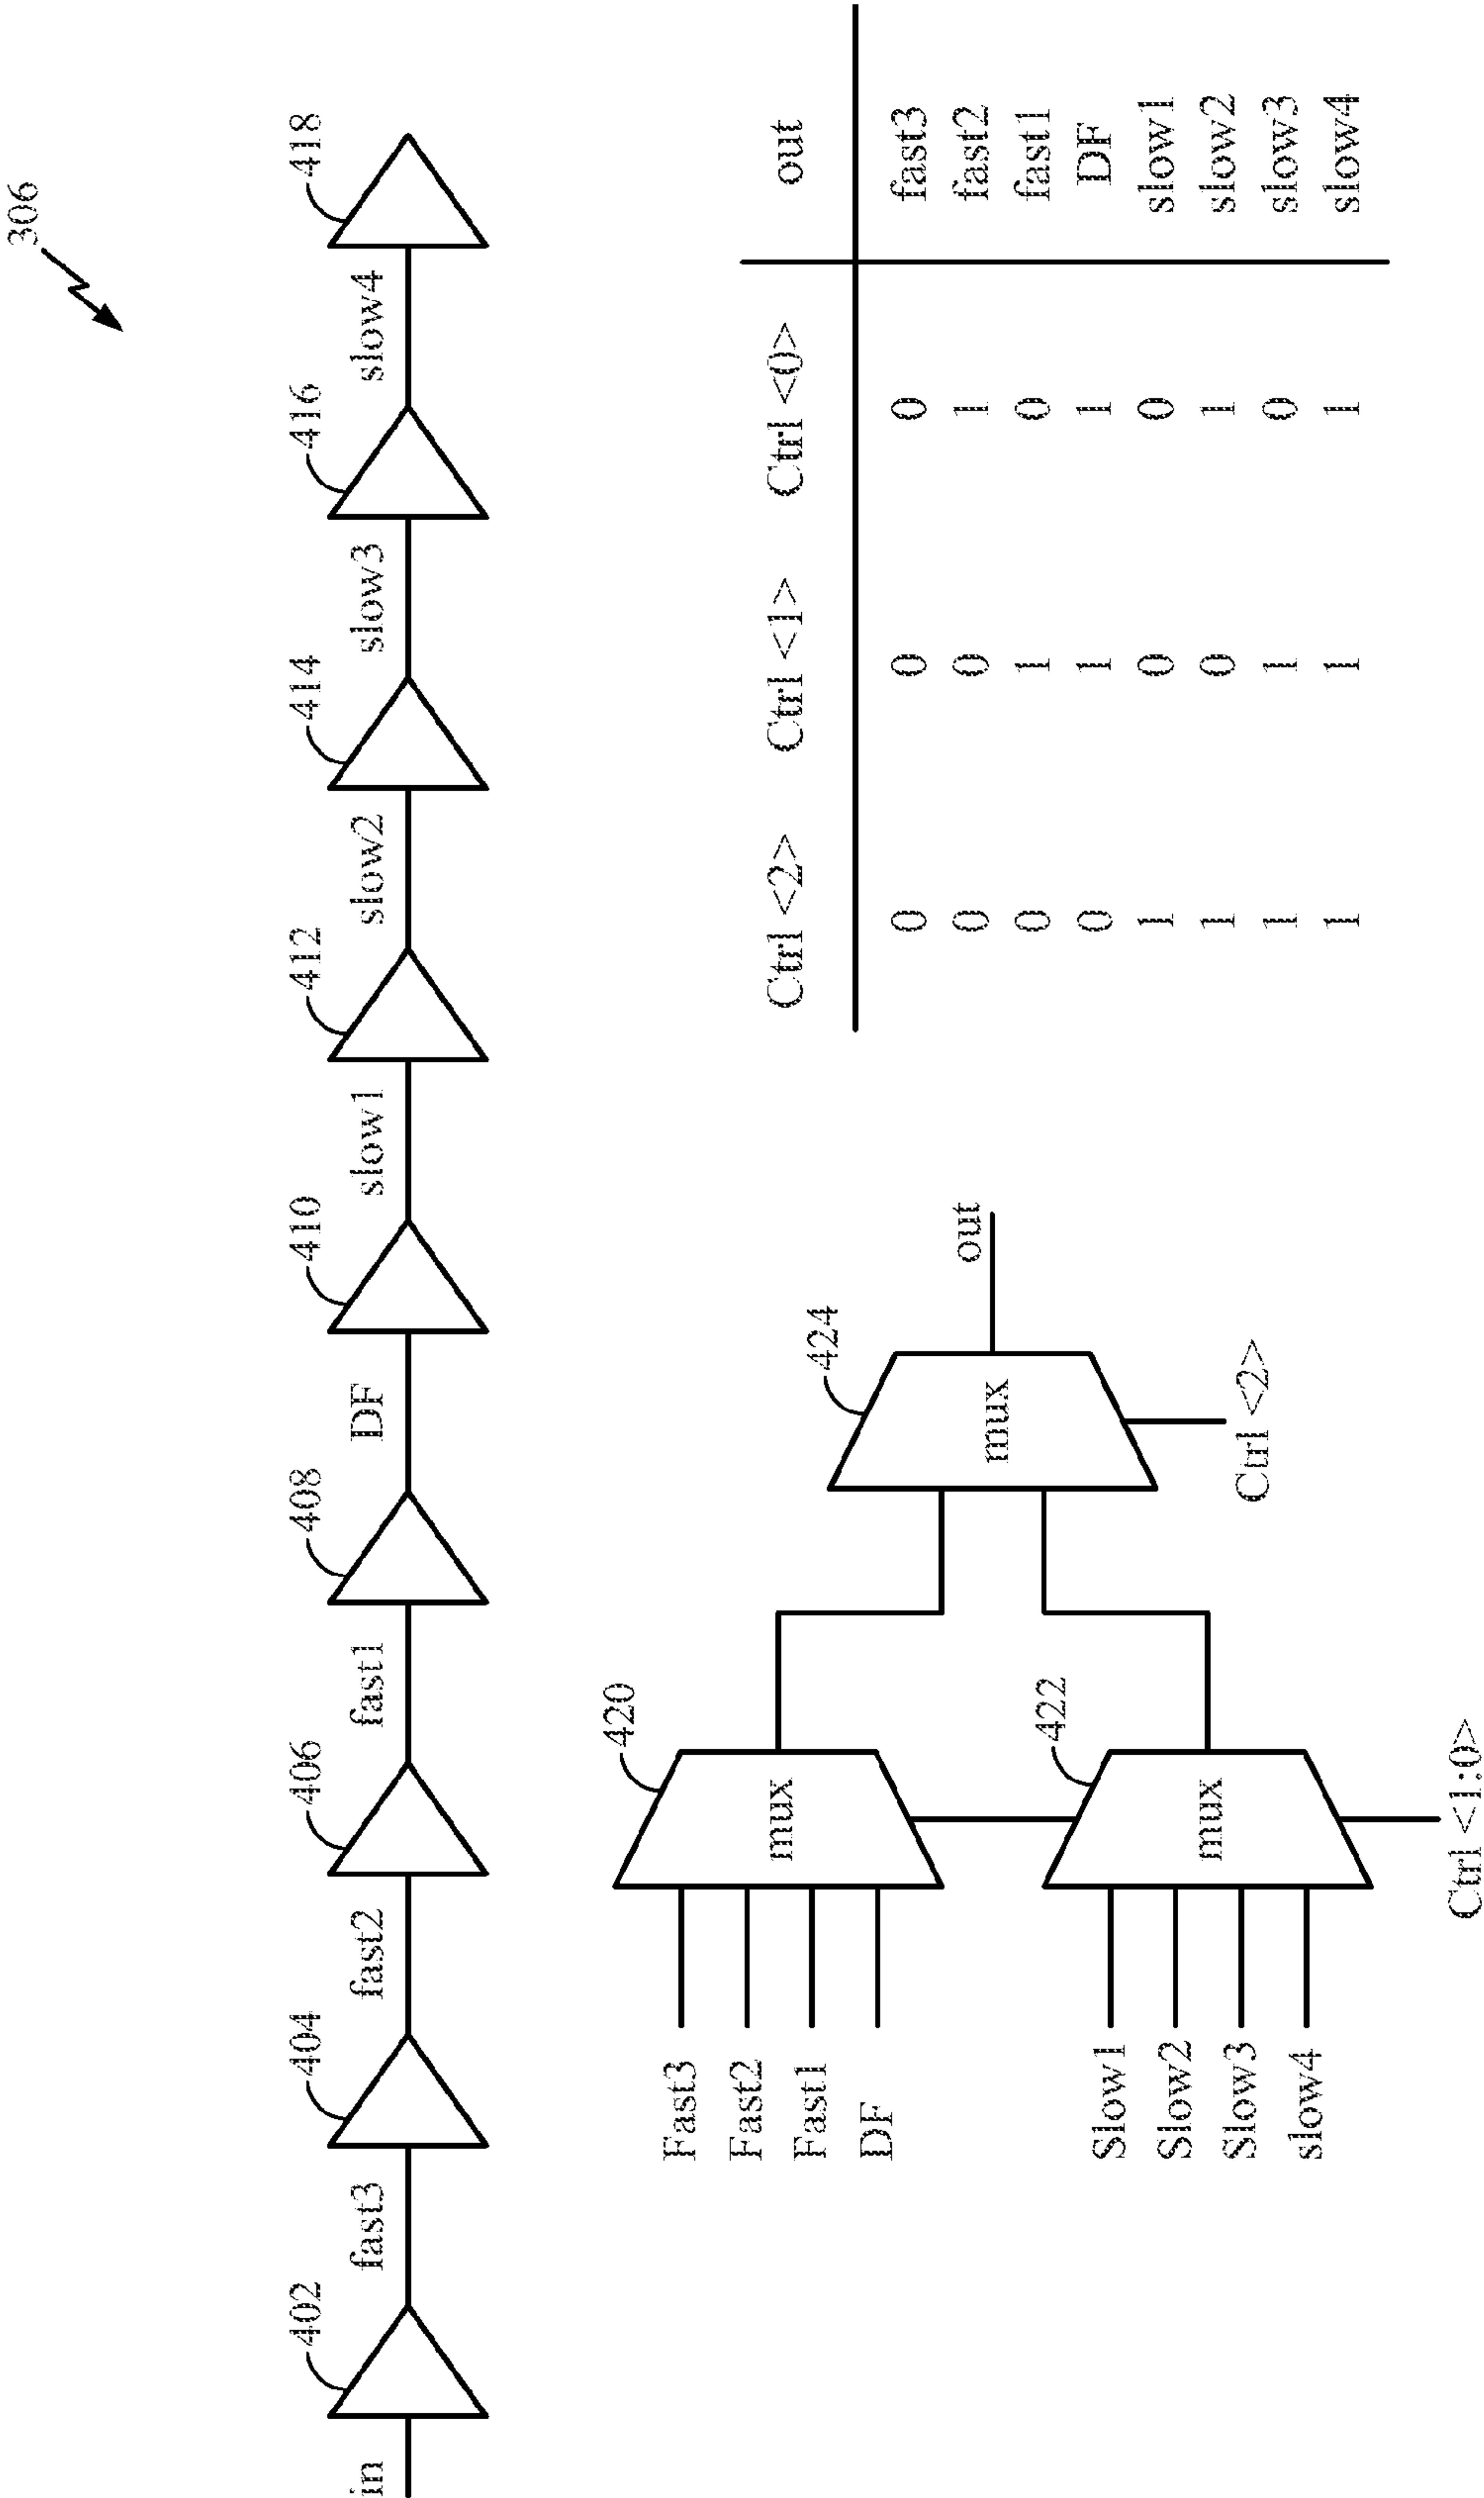 306
402 404 406 408 410 412 414 416 418
in fast3 fast2 fast1 DF slow1 slow2 slow3 slow4
420
Fast3
Fast2
Fast1
DF
mux
422
Slow1
Slow2
Slow3
slow4
mux
Ctrl <1:0>
424
mux
out
Ctrl <2>
Ctrl <2> Ctrl <1> Ctrl <0> out
0 0 0 fast3
0 0 1 fast2
0 1 0 fast1
0 1 1 DF
1 0 0 slow1
1 0 1 slow2
1 1 0 slow3
1 1 1 slow4